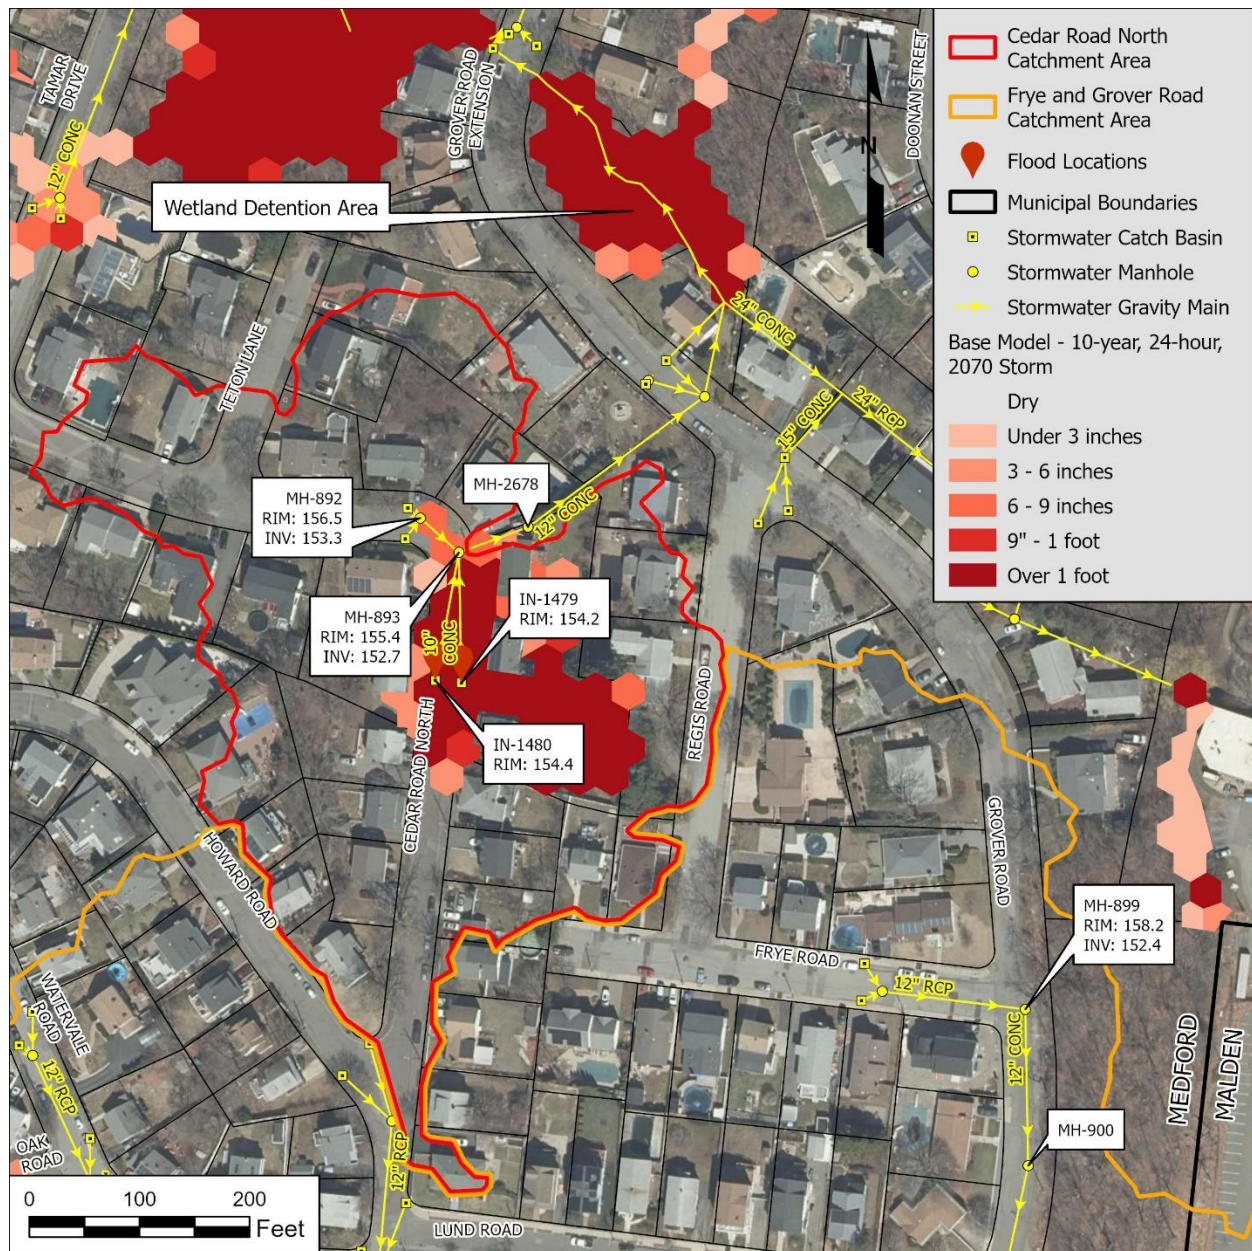 TAMAR
DRIVE
12" CONC
GROVER ROAD
EXTENSION
DOONAN STREET
N
Wetland Detention Area
24" CONC
24" RCP
15" CONC
TETON LANE
MH-2678
12" CONC
MH-892
RIM: 156.5
INV: 153.3
MH-893
RIM: 155.4
INV: 152.7
10"
CONC
IN-1479
RIM: 154.2
IN-1480
RIM: 154.4
CEDAR ROAD NORTH
REGIS ROAD
HOWARD ROAD
GROVER ROAD
MH-899
RIM: 158.2
INV: 152.4
FRYE ROAD
12" RCP
12" CONC
MH-900
MEDFORD
MALDEN
WATERVALE
ROAD
12" RCP
OAK
ROAD
12" RCP
LUND ROAD
0 100 200
Feet
Cedar Road North
Catchment Area
Frye and Grover Road
Catchment Area
Flood Locations
Municipal Boundaries
Stormwater Catch Basin
Stormwater Manhole
Stormwater Gravity Main
Base Model - 10-year, 24-hour,
2070 Storm
Dry
Under 3 inches
3 - 6 inches
6 - 9 inches
9" - 1 foot
Over 1 foot